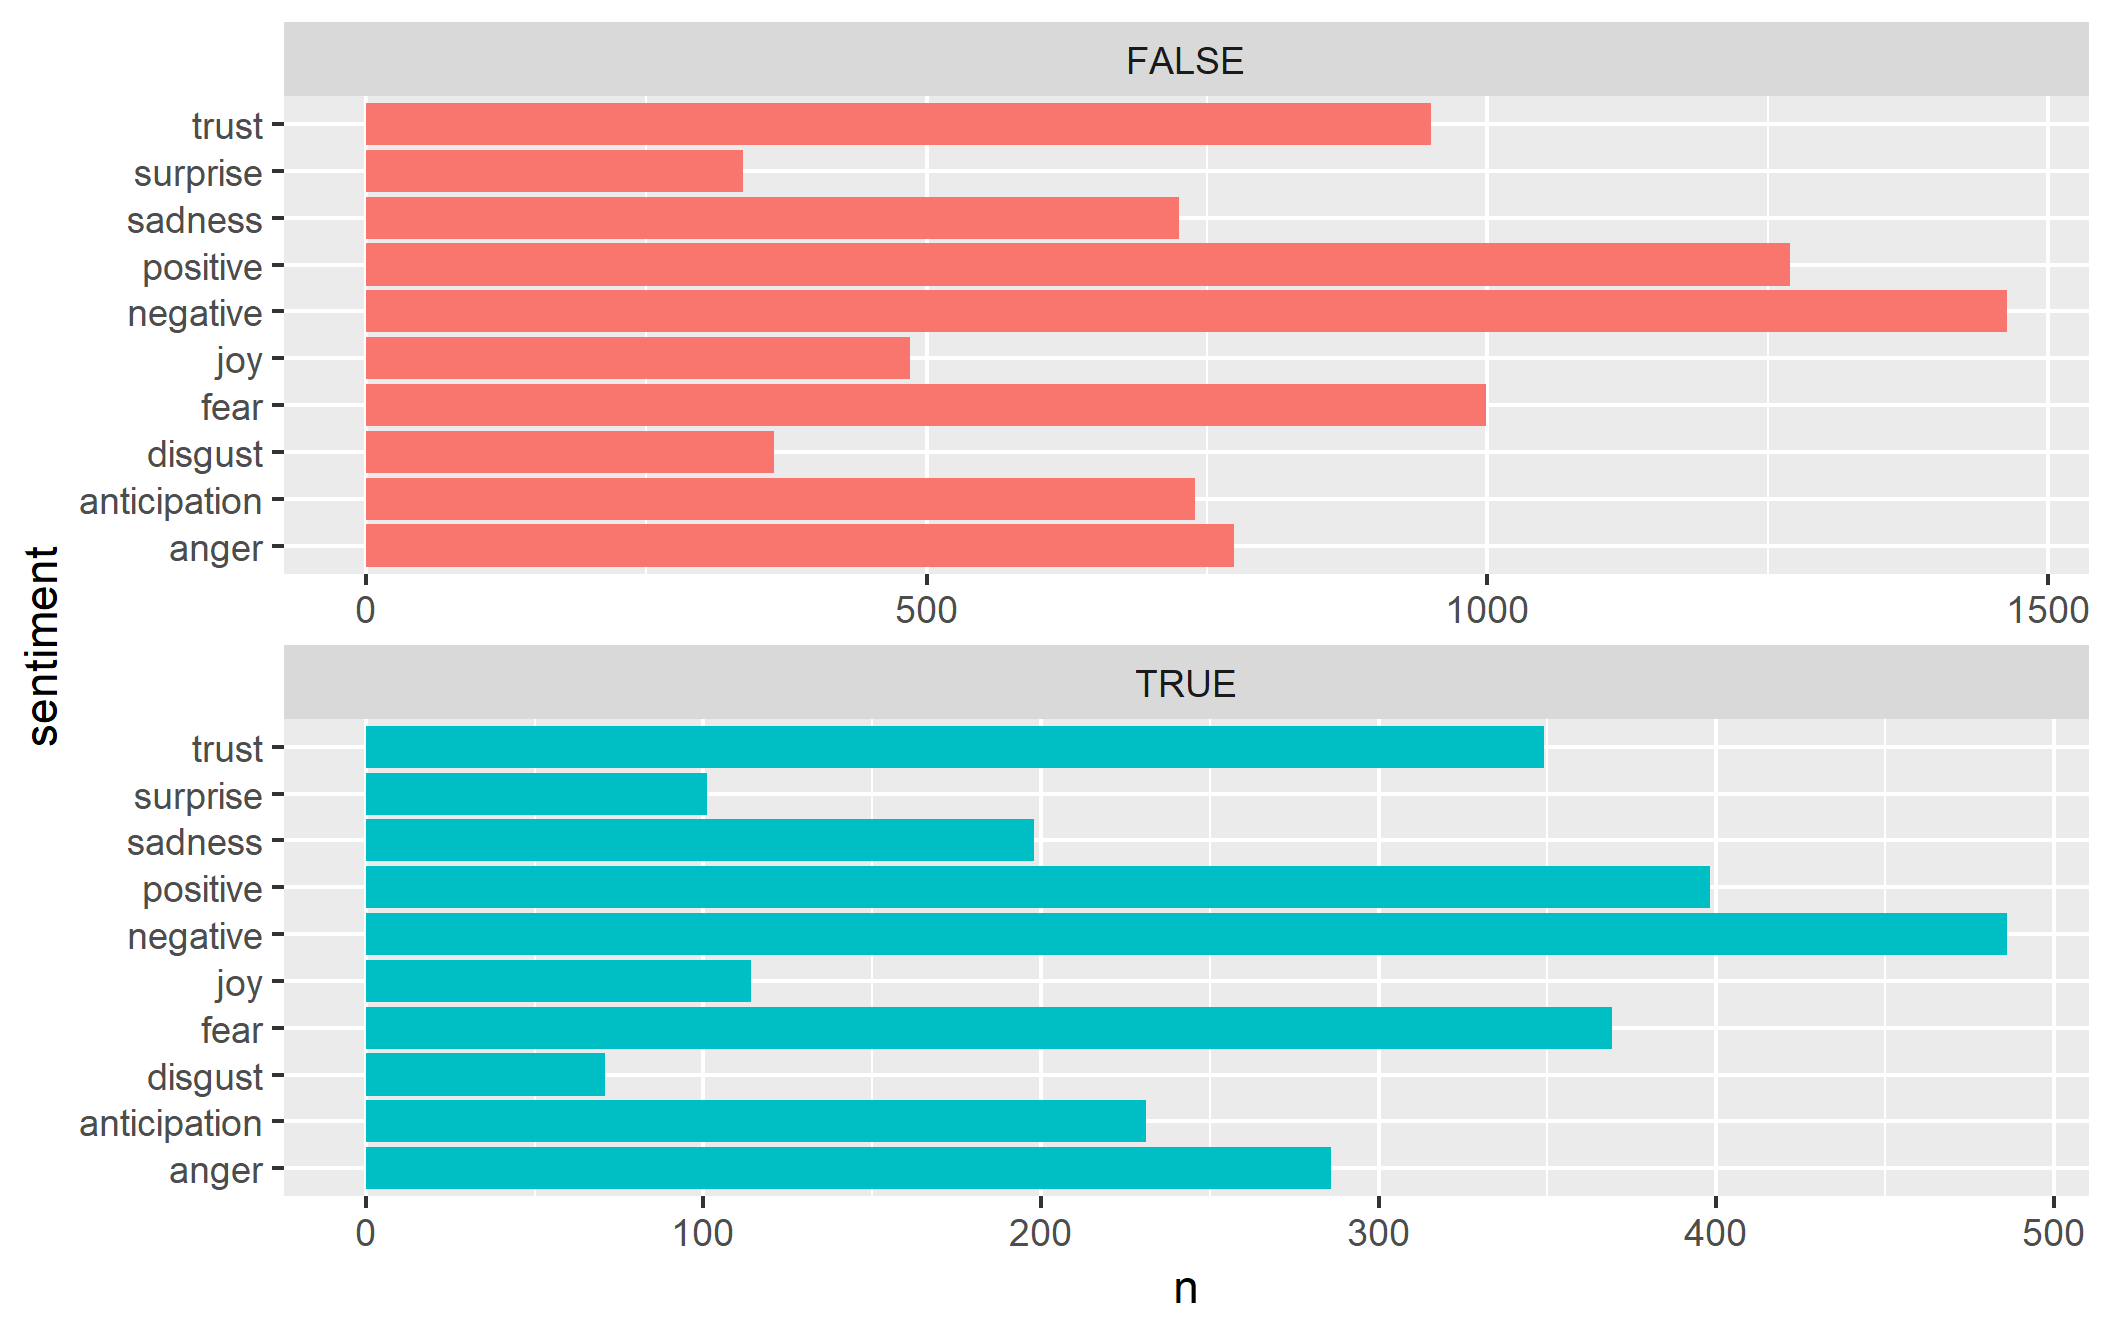 FALSE
trust
surprise
sadness
positive
negative
joy
fear
disgust
anticipation
anger
0 500 1000 1500
sentiment
TRUE
trust
surprise
sadness
positive
negative
joy
fear
disgust
anticipation
anger
0 100 200 300 400 500
n